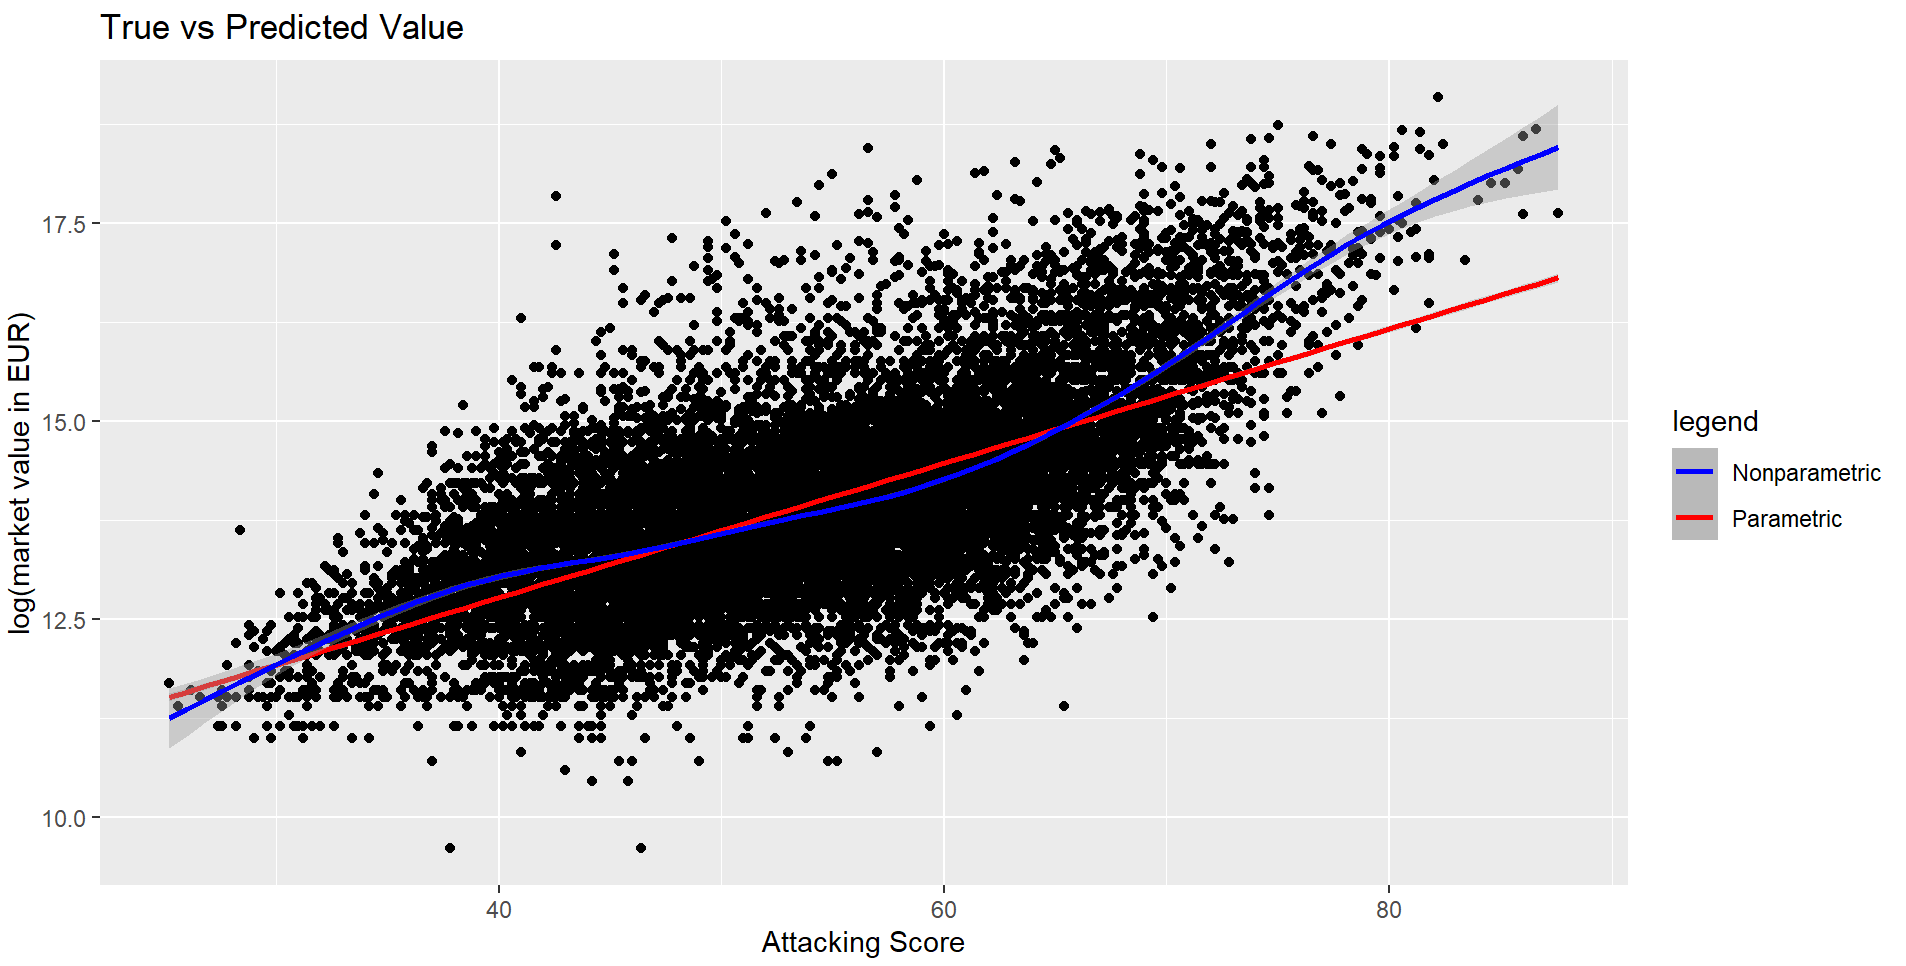 True vs Predicted Value
log(market value in EUR)
17.5
15.0
12.5
10.0
40
60
80
Attacking Score
legend
Nonparametric
Parametric